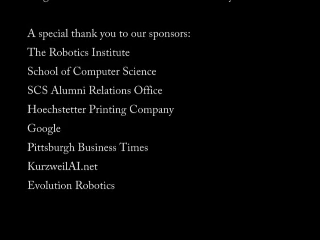 A special thank you to our sponsors:
The Robotics Institute
School of Computer Science
SCS Alumni Relations Office
Hoechstetter Printing Company
Google
Pittsburgh Business Times
KurzweilAI.net
Evolution Robotics